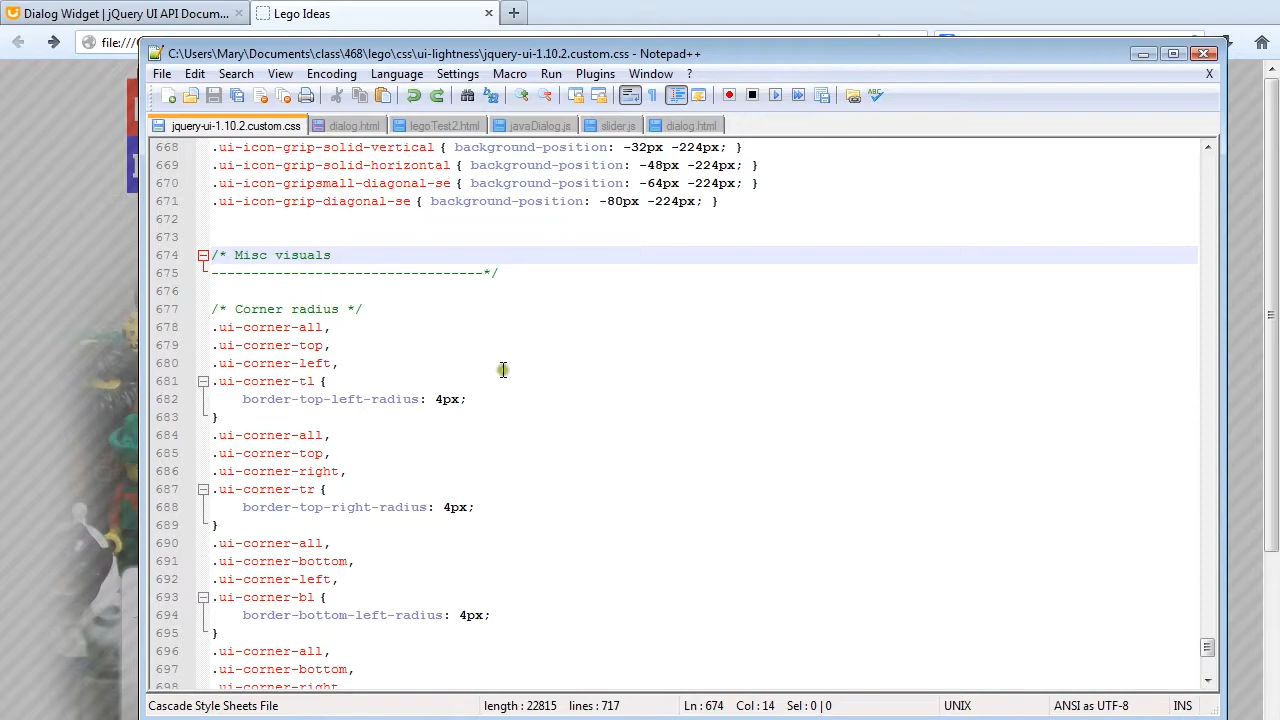 Dialog Widget | jQuery UI API Docum...
Lego Ideas
file:///
C:\Users\Mary\Documents\class\468\lego\css\ui-lightness\jquery-ui-1.10.2.custom.css - Notepad++
File Edit Search View Encoding Language Settings Macro Run Plugins Window ? X
jquery-ui-1.10.2.custom.css dialog.html legoTest2.html javaDialog.js slider.js dialog.html
668 .ui-icon-grip-solid-vertical { background-position: -32px -224px; }
669 .ui-icon-grip-solid-horizontal { background-position: -48px -224px; }
670 .ui-icon-gripsmall-diagonal-se { background-position: -64px -224px; }
671 .ui-icon-grip-diagonal-se { background-position: -80px -224px; }
672
673
674 /* Misc visuals
675 ----------------------------------*/
676
677 /* Corner radius */
678 .ui-corner-all,
679 .ui-corner-top,
680 .ui-corner-left,
681 .ui-corner-tl {
682 border-top-left-radius: 4px;
683 }
684 .ui-corner-all,
685 .ui-corner-top,
686 .ui-corner-right,
687 .ui-corner-tr {
688 border-top-right-radius: 4px;
689 }
690 .ui-corner-all,
691 .ui-corner-bottom,
692 .ui-corner-left,
693 .ui-corner-bl {
694 border-bottom-left-radius: 4px;
695 }
696 .ui-corner-all,
697 .ui-corner-bottom,
698 .ui-corner-right
Cascade Style Sheets File length : 22815 lines : 717 Ln : 674 Col : 14 Sel : 0 | 0 UNIX ANSI as UTF-8 INS